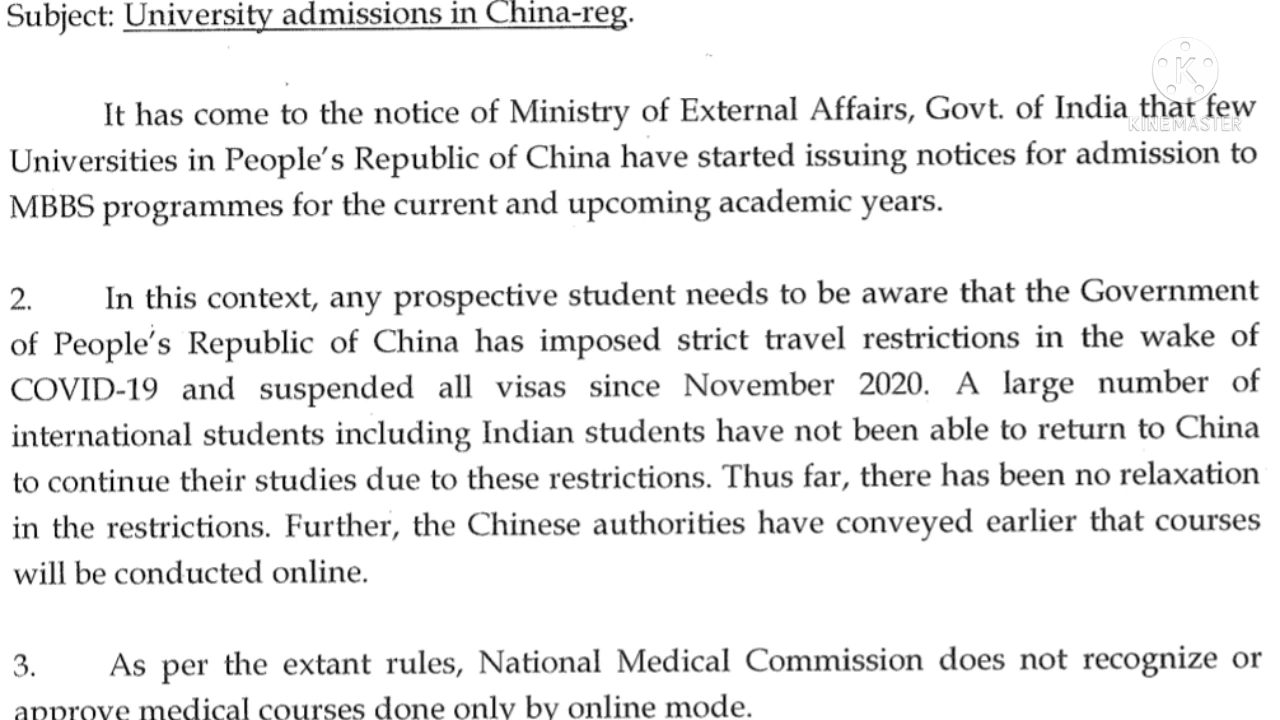 Subject: University admissions in China-reg.
It has come to the notice of Ministry of External Affairs, Govt. of India that few
KINEMASTER
Universities in People's Republic of China have started issuing notices for admission to
MBBS programmes for the current and upcoming academic years.
2. In this context, any prospective student needs to be aware that the Government
of People's Republic of China has imposed strict travel restrictions in the wake of
COVID-19 and suspended all visas since November 2020. A large number of
international students including Indian students have not been able to return to China
to continue their studies due to these restrictions. Thus far, there has been no relaxation
in the restrictions. Further, the Chinese authorities have conveyed earlier that courses
will be conducted online.
3. As per the extant rules, National Medical Commission does not recognize or
approve medical courses done only by online mode.